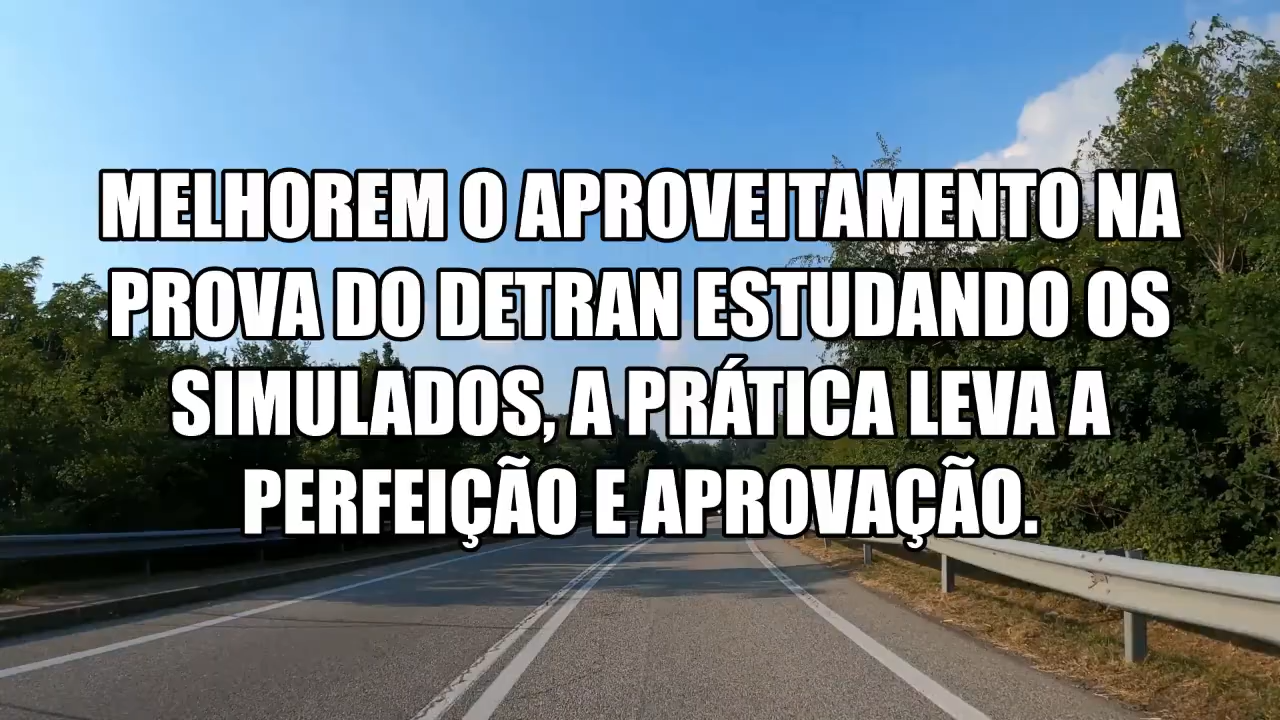 MELHOREM O APROVEITAMENTO NA
PROVA DO DETRAN ESTUDANDO OS
SIMULADOS, A PRÁTICA LEVA A
PERFEIÇÃO E APROVAÇÃO.